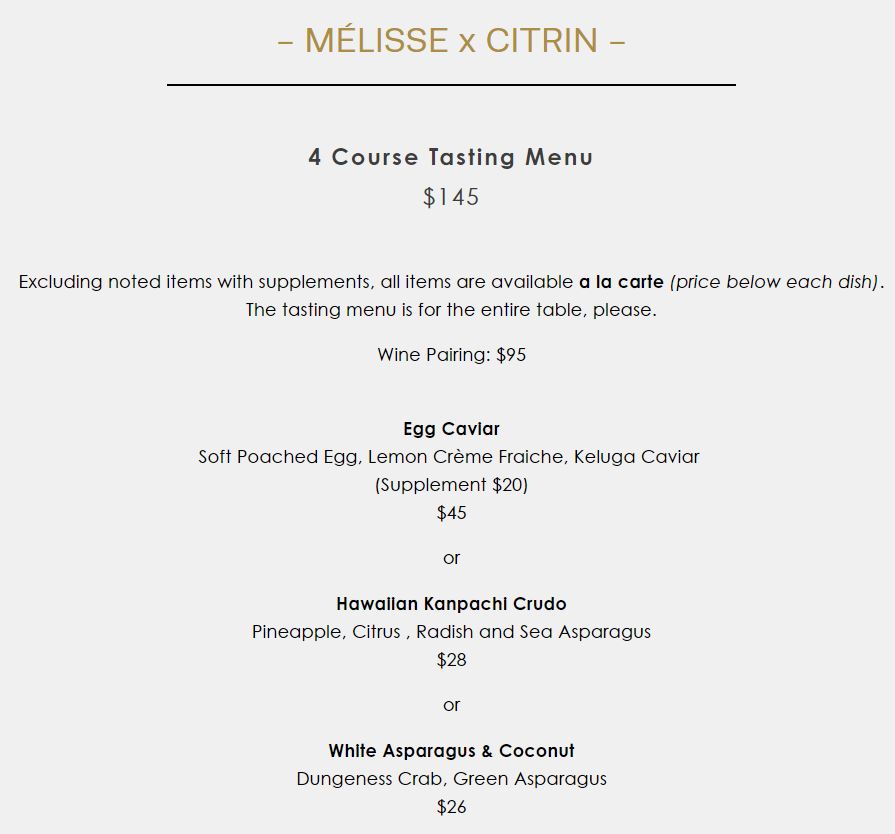 – MÉLISSE x CITRIN –
4 Course Tasting Menu
$145
Excluding noted items with supplements, all items are available a la carte (price below each dish).
The tasting menu is for the entire table, please.
Wine Pairing: $95
Egg Caviar
Soft Poached Egg, Lemon Crème Fraiche, Keluga Caviar
(Supplement $20)
$45
or
Hawaiian Kanpachi Crudo
Pineapple, Citrus , Radish and Sea Asparagus
$28
or
White Asparagus & Coconut
Dungeness Crab, Green Asparagus
$26